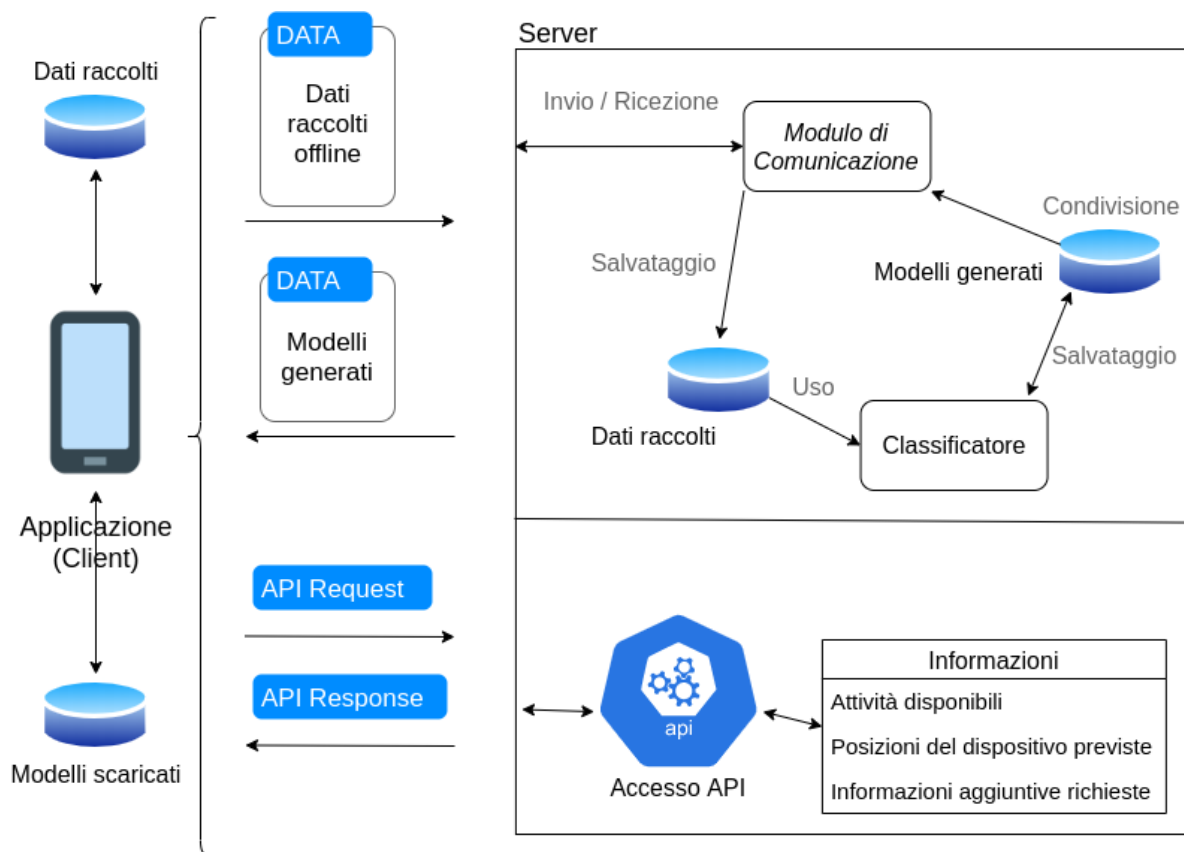 Dati raccolti
Applicazione
(Client)
Modelli scaricati
DATA
Dati
raccolti
offline
DATA
Modelli
generati
API Request
API Response
Server
Invio / Ricezione
Modulo di
Comunicazione
Condivisione
Salvataggio
Modelli generati
Salvataggio
Uso
Dati raccolti
Classificatore
api
Accesso API
Informazioni
Attività disponibili
Posizioni del dispositivo previste
Informazioni aggiuntive richieste